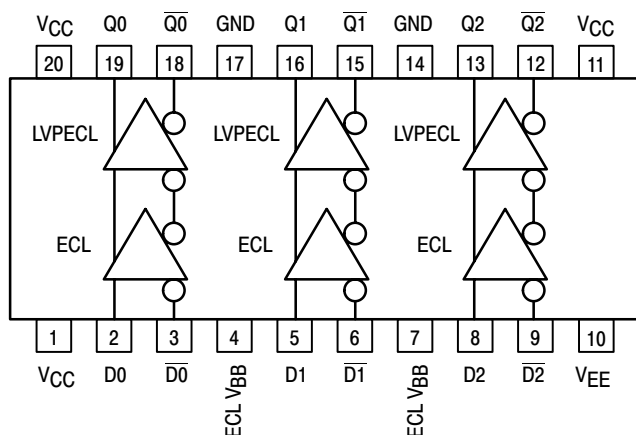 VCC Q0 Q0 GND Q1 Q1 GND Q2 Q2 VCC
20 19 18 17 16 15 14 13 12 11
LVPECL LVPECL LVPECL
ECL ECL ECL
1 2 3 4 5 6 7 8 9 10
VCC D0 D0 ECL VBB D1 D1 ECL VBB D2 D2 VEE